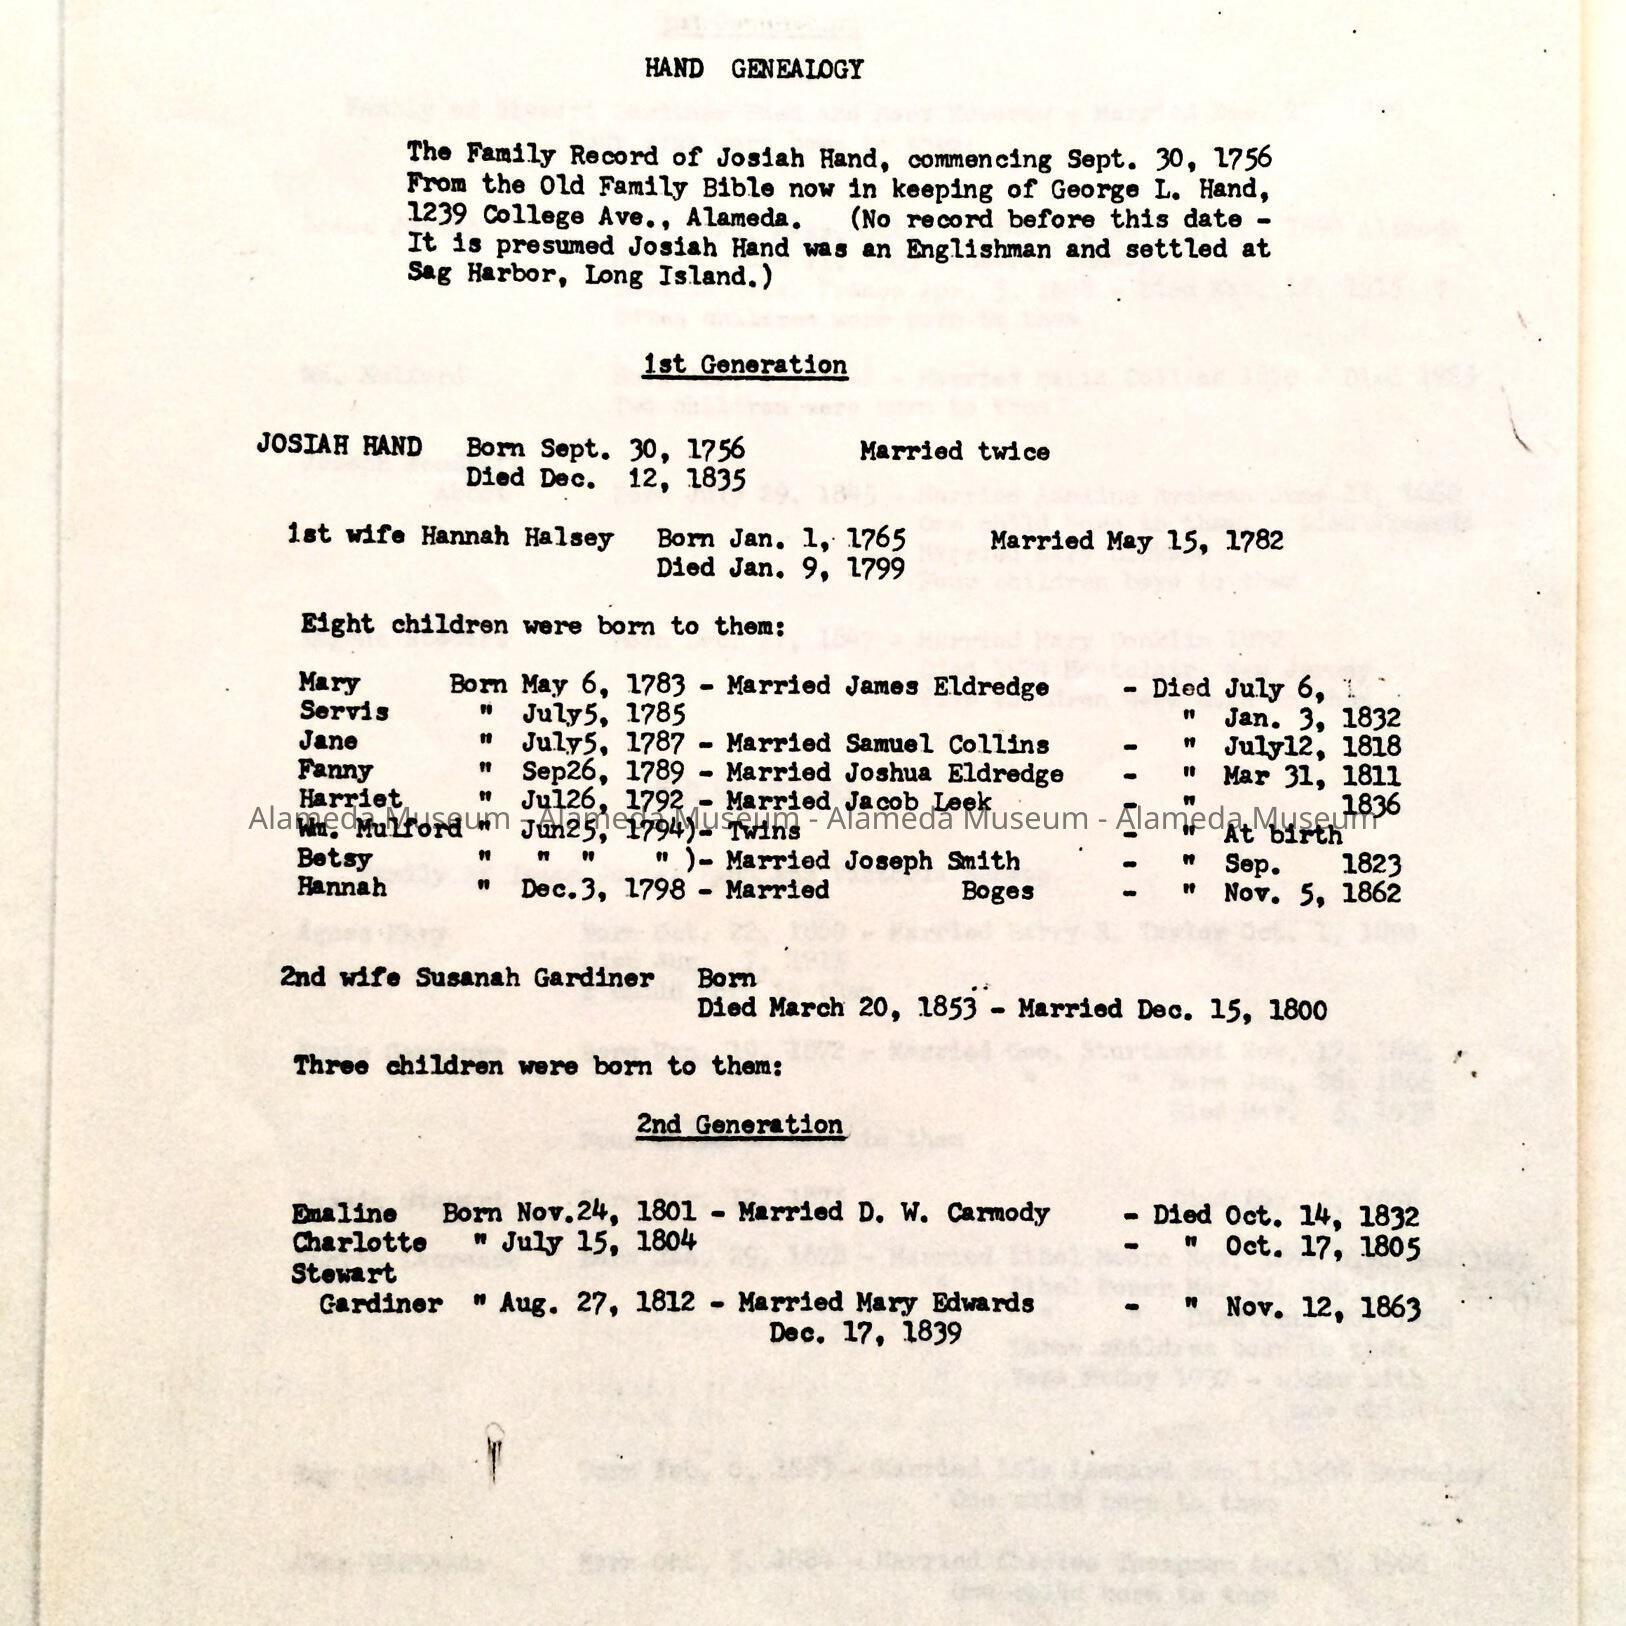 HAND GENEALOGY
The Family Record of Josiah Hand, commencing Sept. 30, 1756
From the Old Family Bible now in keeping of George L. Hand,
1239 College Ave., Alameda. (No record before this date -
It is presumed Josiah Hand was an Englishman and settled at
Sag Harbor, Long Island.)
1st Generation
JOSIAH HAND Born Sept. 30, 1756 Married twice
Died Dec. 12, 1835
1st wife Hannah Halsey Born Jan. 1, 1765 Married May 15, 1782
Died Jan. 9, 1799
Eight children were born to them:
Mary Born May 6, 1783 - Married James Eldredge - Died July 6,
Servis " July5, 1785 " Jan. 3, 1832
Jane " July5, 1787 - Married Samuel Collins - " July12, 1818
Fanny " Sep26, 1789 - Married Joshua Eldredge - " Mar 31, 1811
Harriet " Jul26, 1792 - Married Jacob Leek - " 1836
Alameda Museum - Alameda Museum - Alameda Museum - Alameda Museum
Wm. Mulford " Jun25, 1794)- Twins - " At birth
Betsy " " " " )- Married Joseph Smith - " Sep. 1823
Hannah " Dec.3, 1798 - Married Boges - " Nov. 5, 1862
2nd wife Susanah Gardiner Born
Died March 20, 1853 - Married Dec. 15, 1800
Three children were born to them:
2nd Generation
Emaline Born Nov.24, 1801 - Married D. W. Carmody - Died Oct. 14, 1832
Charlotte " July 15, 1804 - " Oct. 17, 1805
Stewart
Gardiner " Aug. 27, 1812 - Married Mary Edwards - " Nov. 12, 1863
Dec. 17, 1839